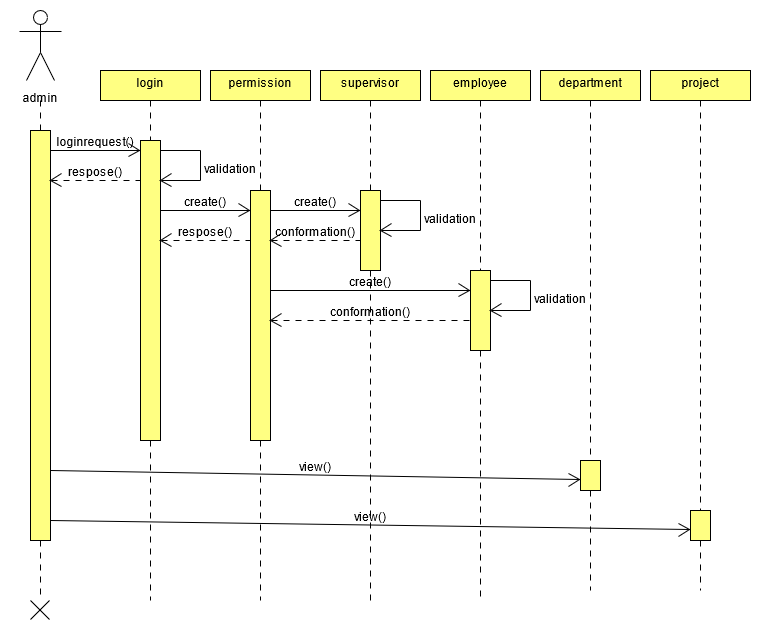 admin
login
permission
supervisor
employee
department
project
loginrequest()
validation
respose()
create()
create()
validation
respose()
conformation()
create()
validation
conformation()
view()
view()